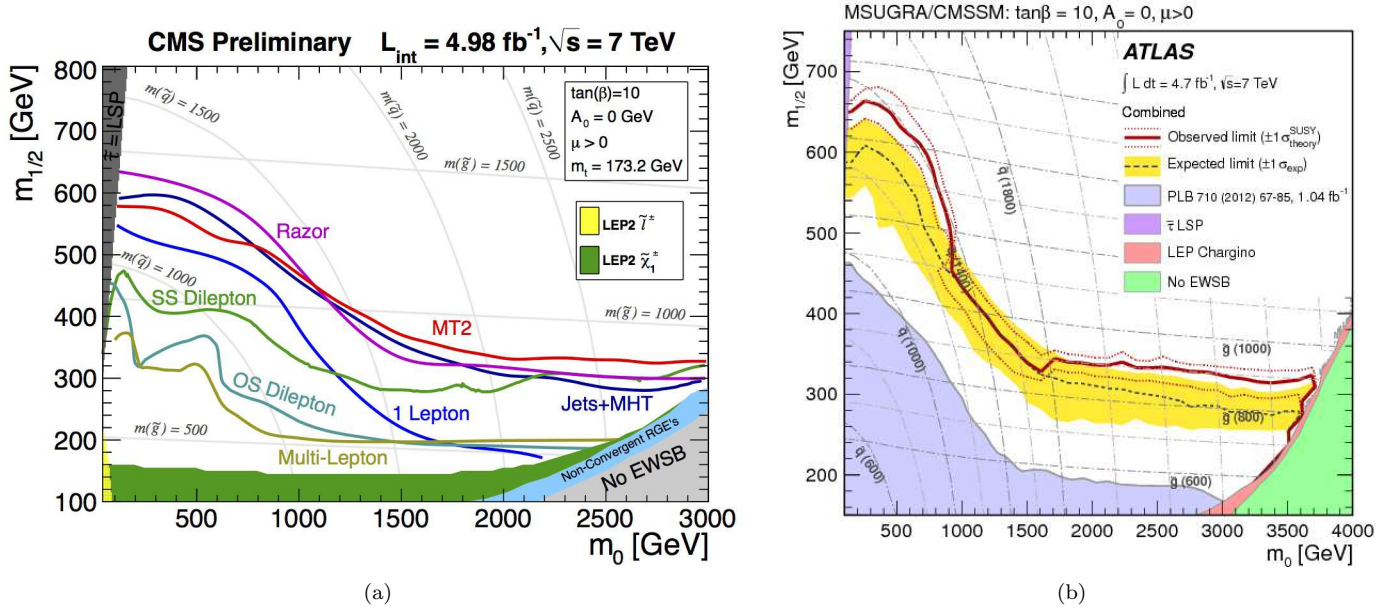 CMS Preliminary L_int = 4.98 fb⁻¹, √s = 7 TeV
m_1/2 [GeV]
800
700
600
500
400
300
200
100
τ̃ = LSP
m(q̃) = 1500
m(q̃) = 2000
m(q̃) = 2500
m(g̃) = 1500
tan(β)=10
A_0 = 0 GeV
μ > 0
m_t = 173.2 GeV
LEP2 l̃ ±
LEP2 χ̃_1 ±
Razor
m(q̃) = 1000
SS Dilepton
m(g̃) = 1000
MT2
OS Dilepton
1 Lepton
Jets+MHT
m(g̃) = 500
Multi-Lepton
Non-Convergent RGE's
No EWSB
500 1000 1500 2000 2500 3000
m_0 [GeV]
(a)
MSUGRA/CMSSM: tanβ = 10, A_0 = 0, μ>0
m_1/2 [GeV]
700
600
500
400
300
200
ATLAS
∫ L dt = 4.7 fb⁻¹, √s=7 TeV
Combined
Observed limit (±1 σ^SUSY_theory)
Expected limit (±1 σ_exp)
PLB 710 (2012) 67-85, 1.04 fb⁻¹
τ̃ LSP
LEP Chargino
No EWSB
q̃ (1800)
q̃ (1400)
q̃ (1000)
q̃ (600)
g̃ (1000)
g̃ (800)
g̃ (600)
500 1000 1500 2000 2500 3000 3500 4000
m_0 [GeV]
(b)